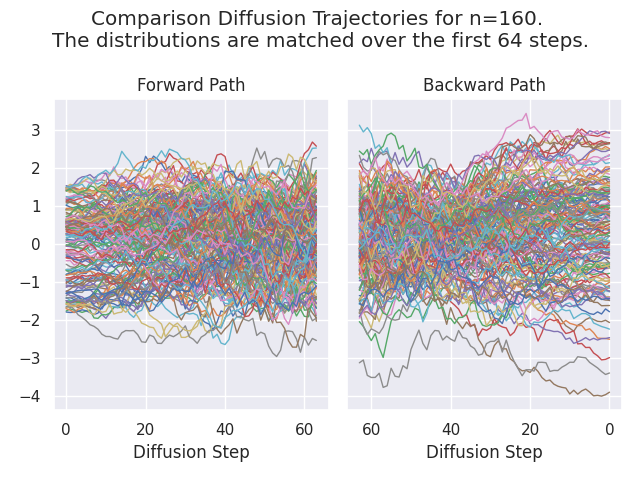 Comparison Diffusion Trajectories for n=160.
The distributions are matched over the first 64 steps.
Forward Path
Backward Path
3
2
1
0
−1
−2
−3
−4
0 20 40 60
60 40 20 0
Diffusion Step
Diffusion Step